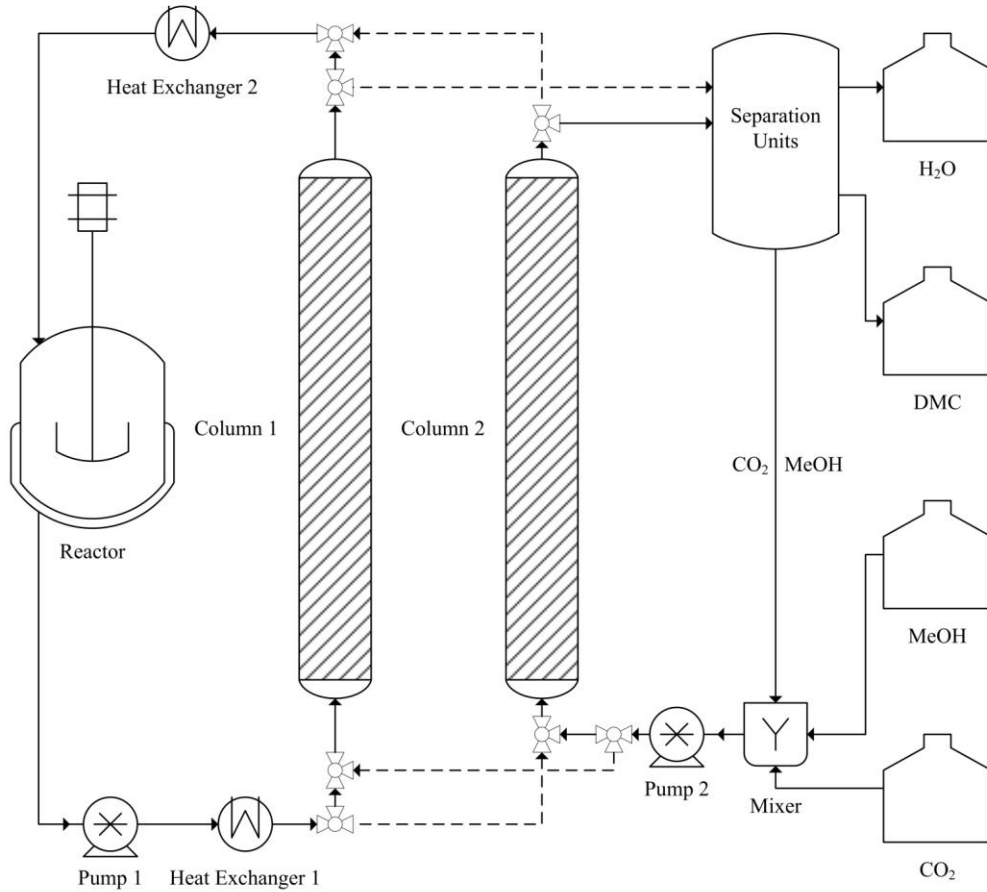 Heat Exchanger 2
Separation
Units
H₂O
Column 1
Column 2
DMC
CO₂
MeOH
Reactor
MeOH
Pump 2
Mixer
Pump 1
Heat Exchanger 1
CO₂